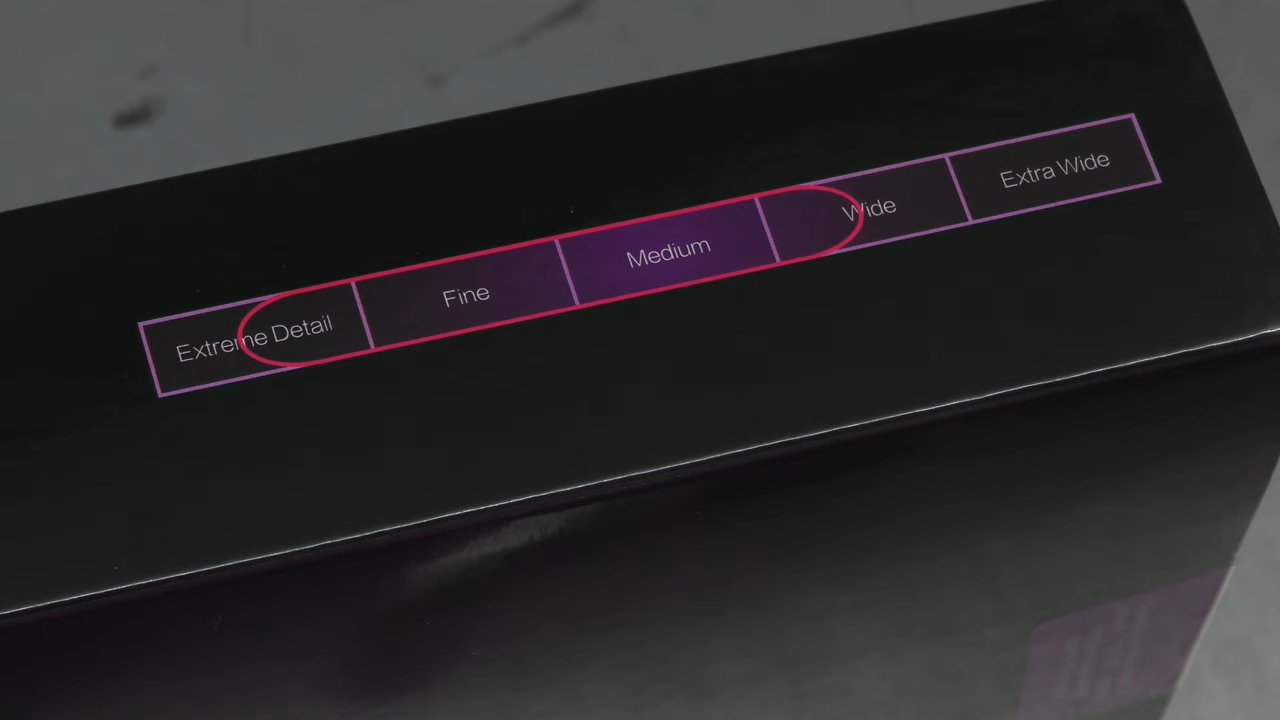 Extreme Detail
Fine
Medium
Wide
Extra Wide